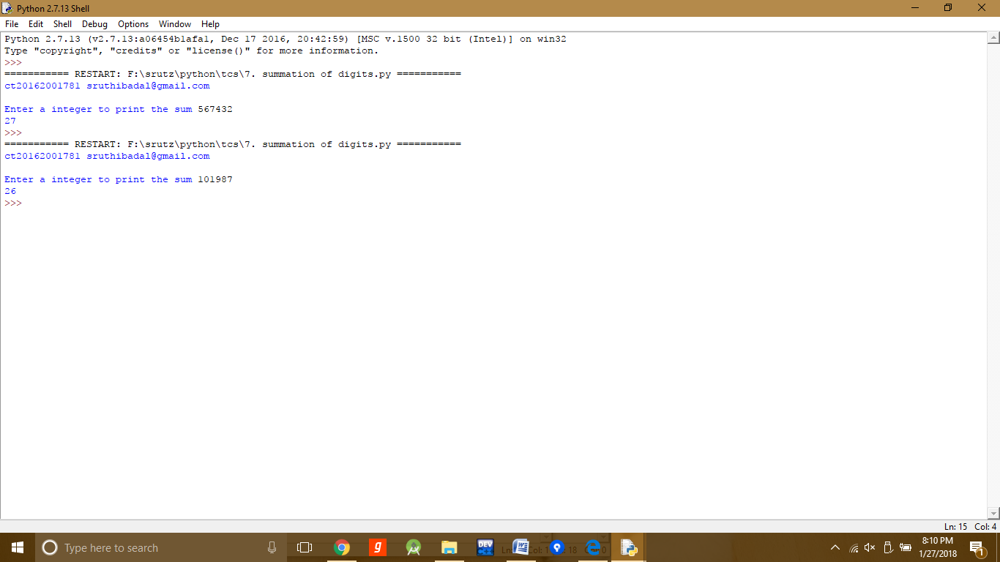 Python 2.7.13 Shell
File Edit Shell Debug Options Window Help
Python 2.7.13 (v2.7.13:a06454b1afa1, Dec 17 2016, 20:42:59) [MSC v.1500 32 bit (Intel)] on win32
Type "copyright", "credits" or "license()" for more information.
>>>
=========== RESTART: F:\srutz\python\tcs\7. summation of digits.py ===========
ct20162001781 sruthibadal@gmail.com
Enter a integer to print the sum 567432
27
>>>
=========== RESTART: F:\srutz\python\tcs\7. summation of digits.py ===========
ct20162001781 sruthibadal@gmail.com
Enter a integer to print the sum 101987
26
>>>
Ln: 15 Col: 4
Type here to search
DEV
8:10 PM
1/27/2018
1